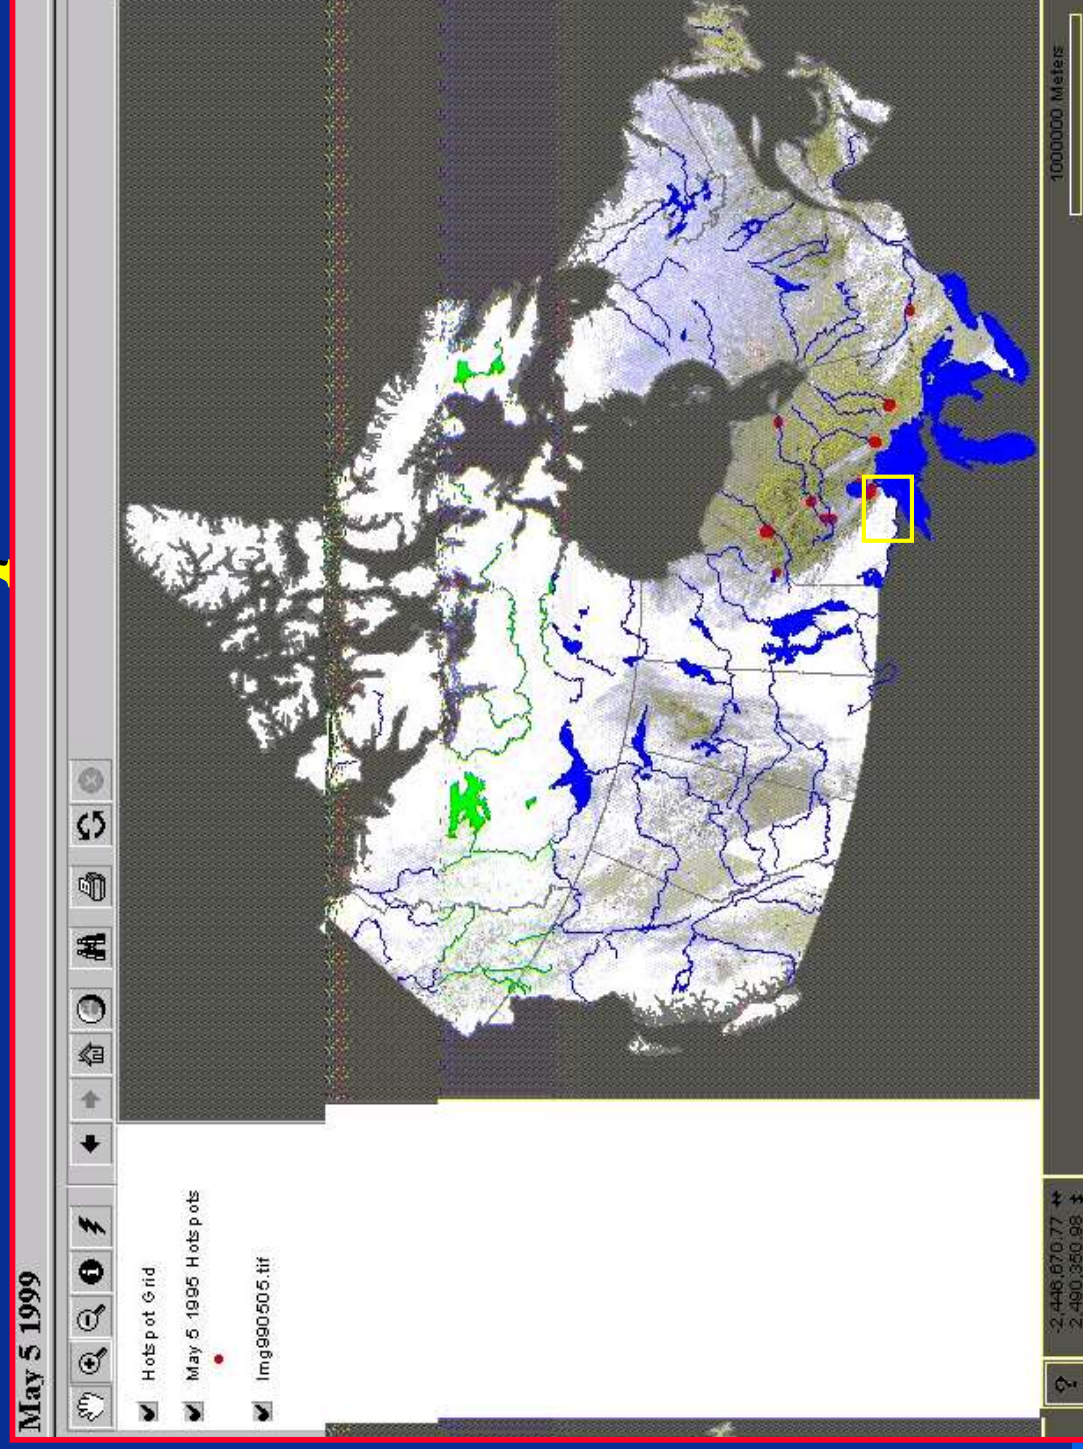 May 5 1999
Hotspot Grid
May 5 1995 Hotspots
Img990505.tif
?
-2,446,670.77
2,490,350.98
1000000 Meters